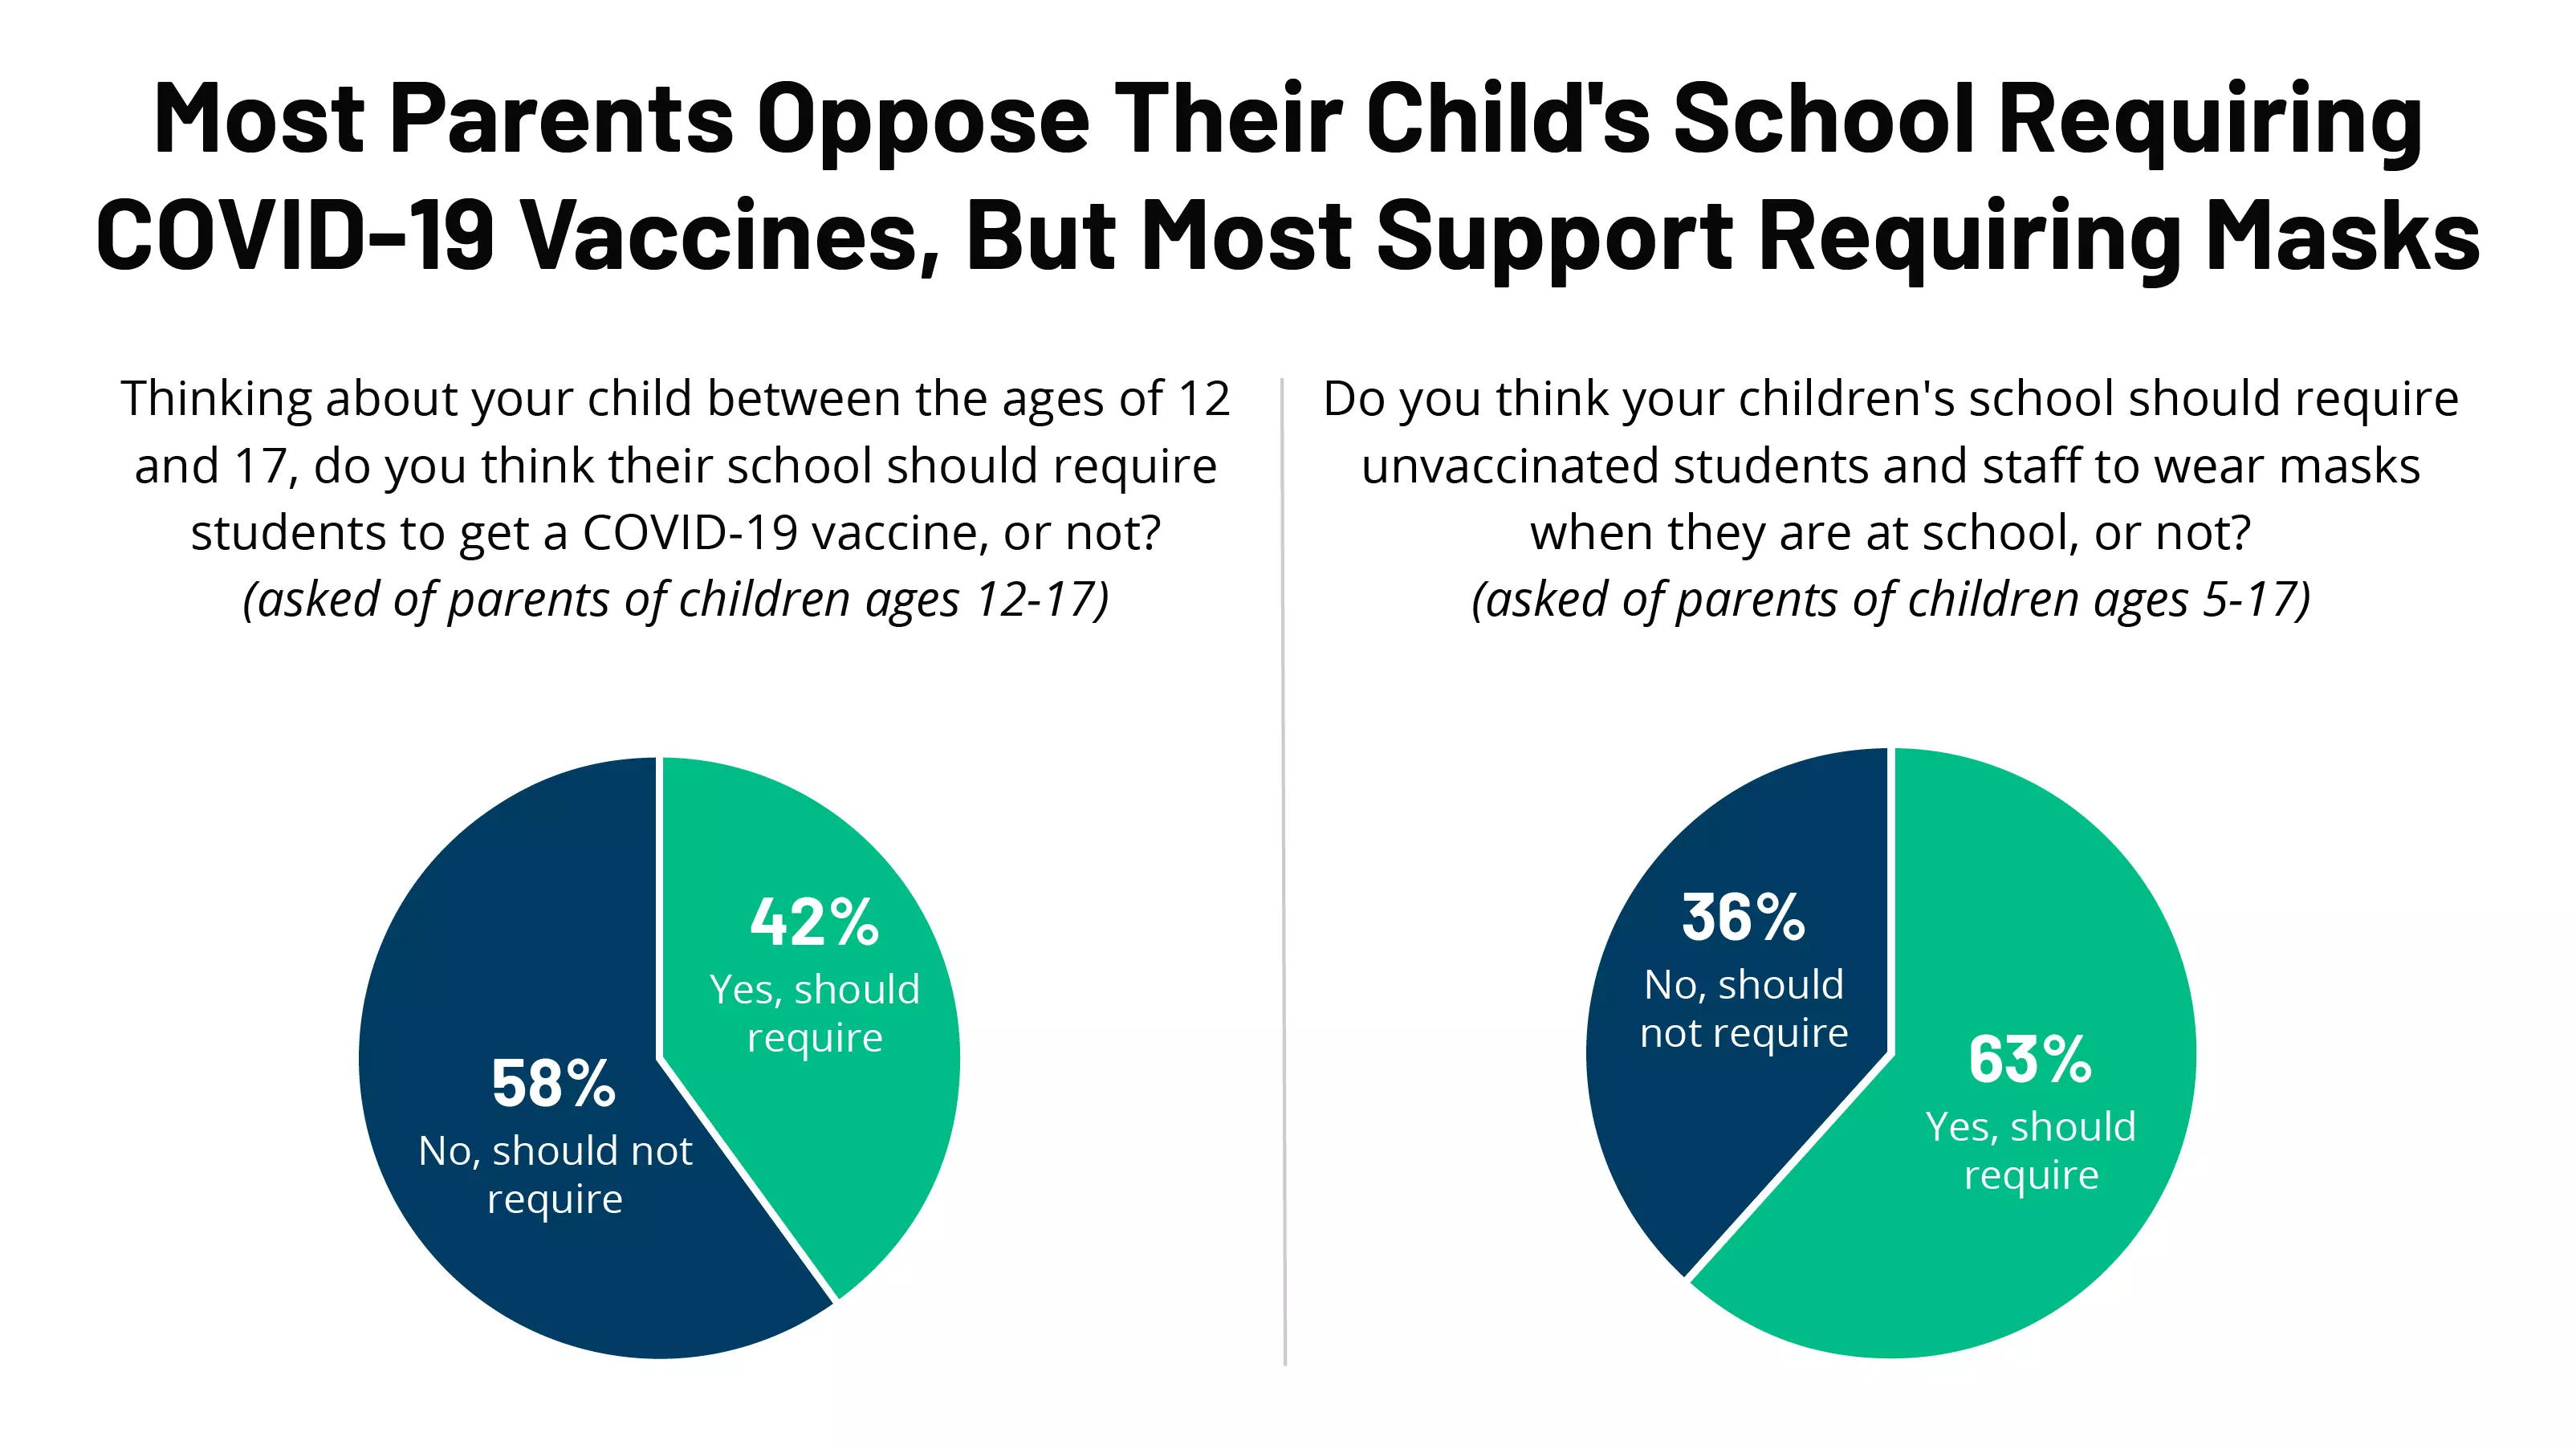 Most Parents Oppose Their Child's School Requiring
COVID-19 Vaccines, But Most Support Requiring Masks
Thinking about your child between the ages of 12
and 17, do you think their school should require
students to get a COVID-19 vaccine, or not?
(asked of parents of children ages 12-17)
42%
Yes, should
require
58%
No, should not
require
Do you think your children's school should require
unvaccinated students and staff to wear masks
when they are at school, or not?
(asked of parents of children ages 5-17)
36%
No, should
not require
63%
Yes, should
require